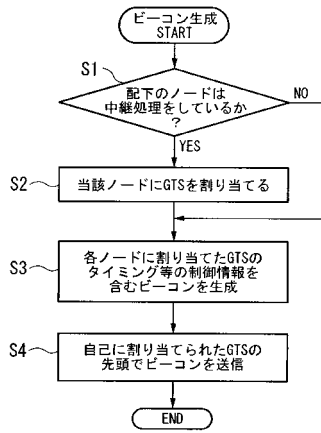 ビーコン生成
START
S1
配下のノードは
中継処理をしているか
?
NO
YES
S2
当該ノードにGTSを割り当てる
S3
各ノードに割り当てたGTSの
タイミング等の制御情報を
含むビーコンを生成
S4
自己に割り当てられたGTSの
先頭でビーコンを送信
END